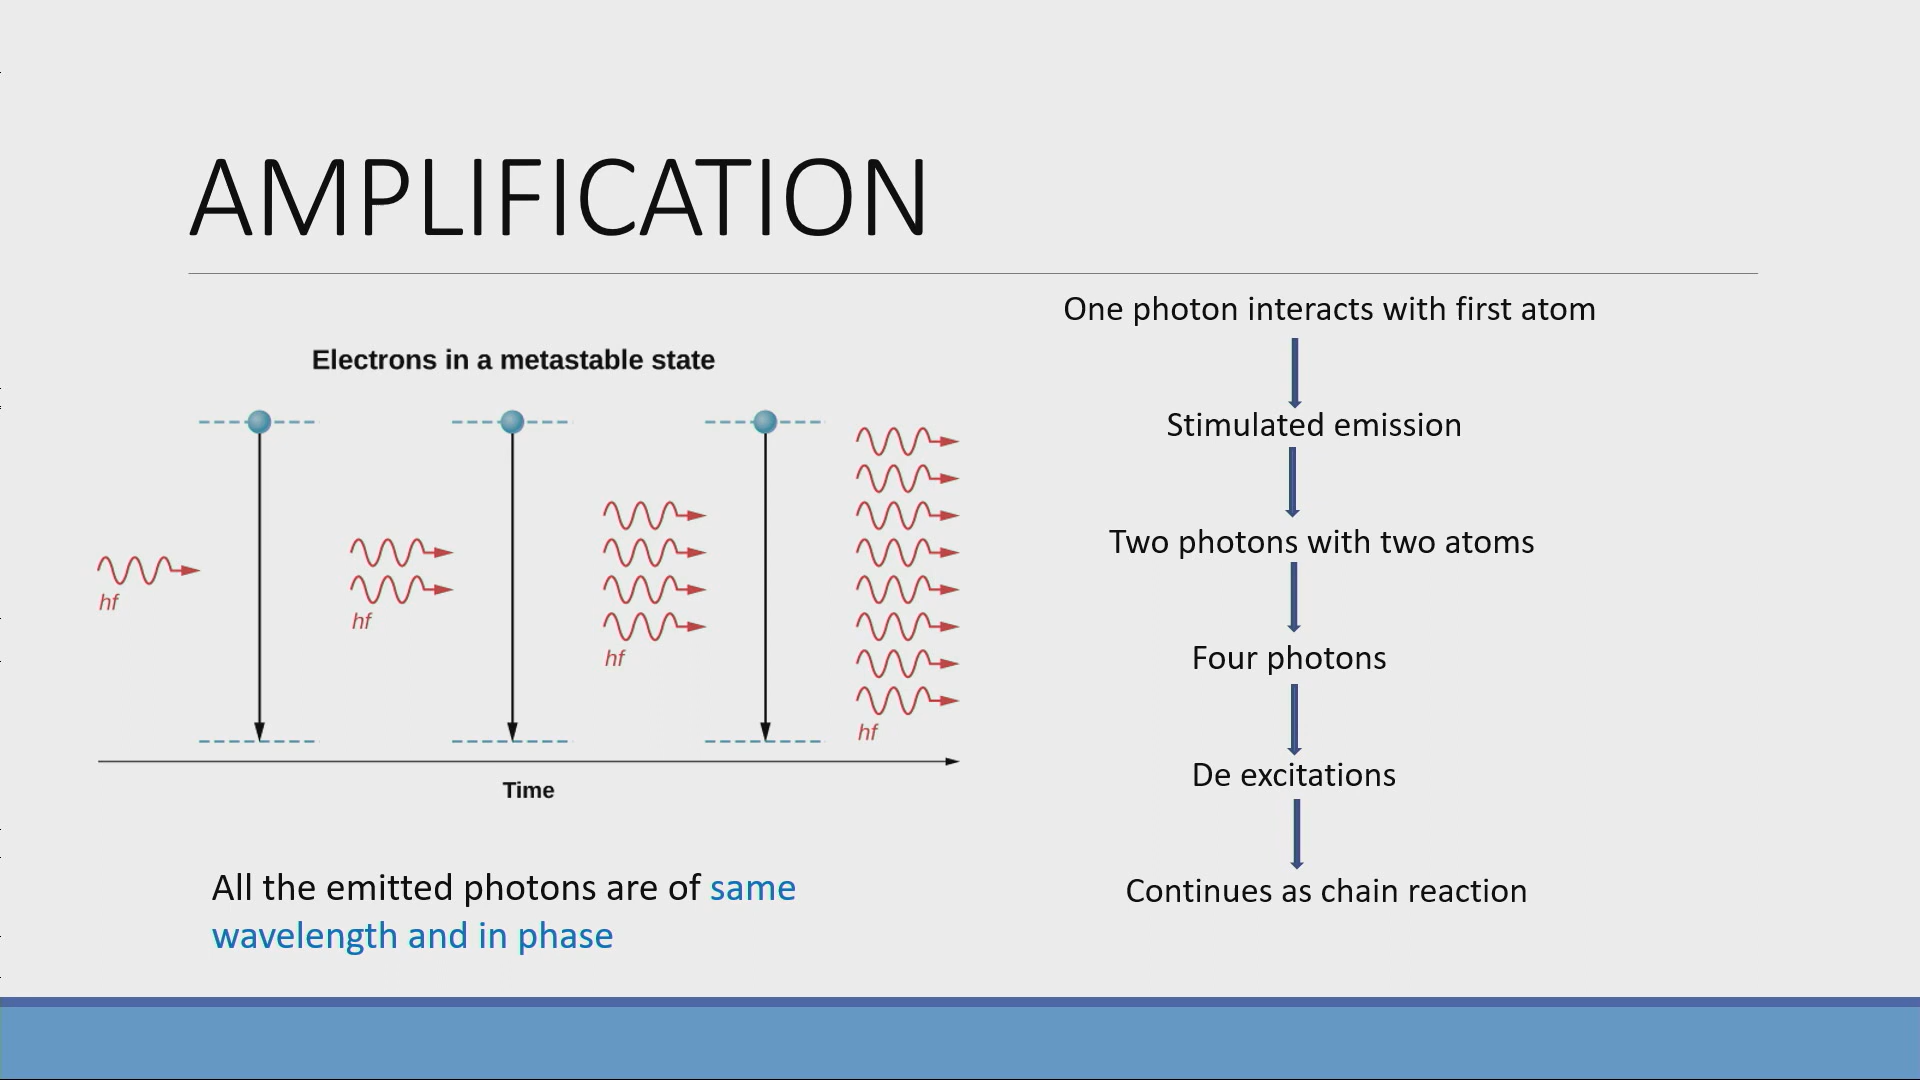 AMPLIFICATION
Electrons in a metastable state
hf
hf
hf
hf
Time
All the emitted photons are of same
wavelength and in phase
One photon interacts with first atom
Stimulated emission
Two photons with two atoms
Four photons
De excitations
Continues as chain reaction